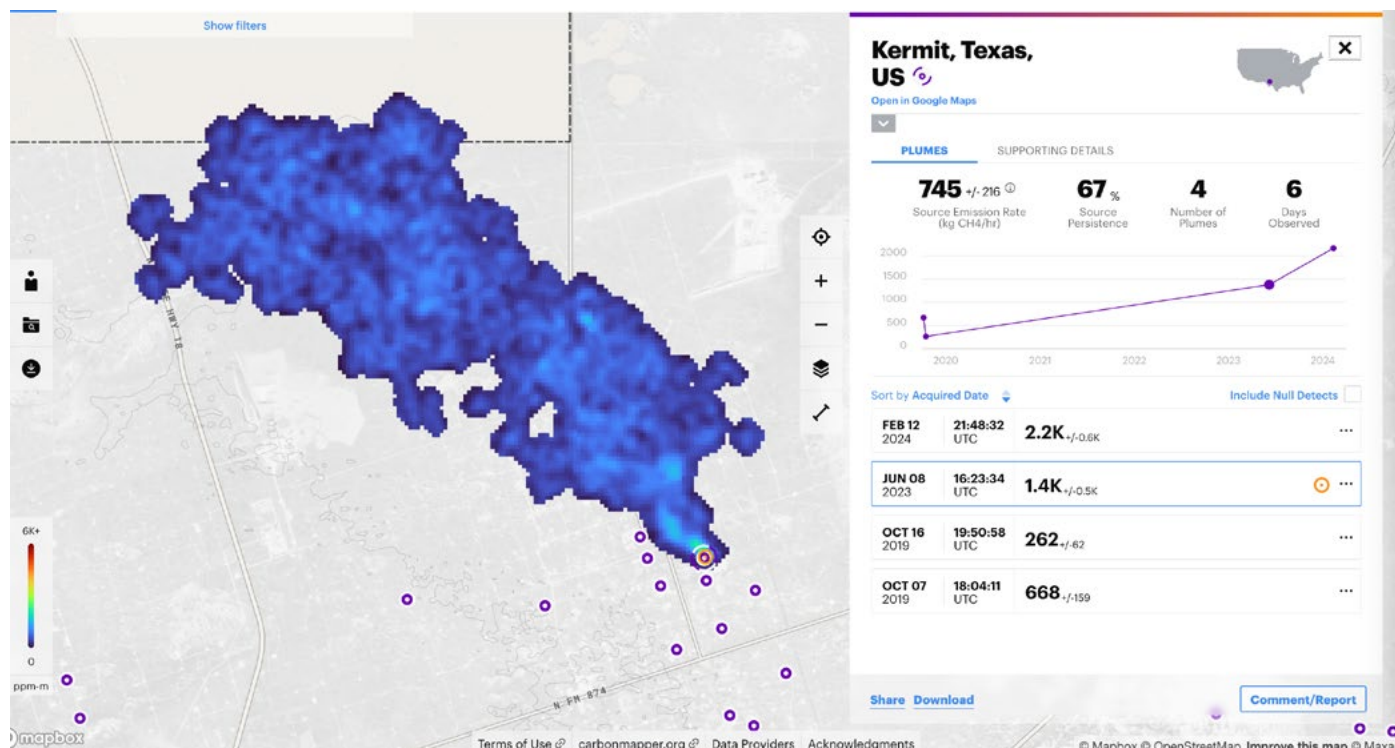 Show filters
HWY 18
N FM 874
6K+
0
ppm-m
mapbox
Terms of Use carbonmapper.org Data Providers Acknowledgments
© Mapbox © OpenStreetMap Improve this map
Kermit, Texas,
US
Open in Google Maps
PLUMES SUPPORTING DETAILS
745 +/- 216 67 % 4 6
Source Emission Rate Source Number of Days
(kg CH4/hr) Persistence Plumes Observed
2000
1500
1000
500
0
2020 2021 2022 2023 2024
Sort by Acquired Date Include Null Detects
FEB 12 21:48:32 2.2K +/-0.6K ...
2024 UTC
JUN 08 16:23:34 1.4K +/-0.5K ...
2023 UTC
OCT 16 19:50:58 262 +/-62 ...
2019 UTC
OCT 07 18:04:11 668 +/-159 ...
2019 UTC
Share Download Comment/Report